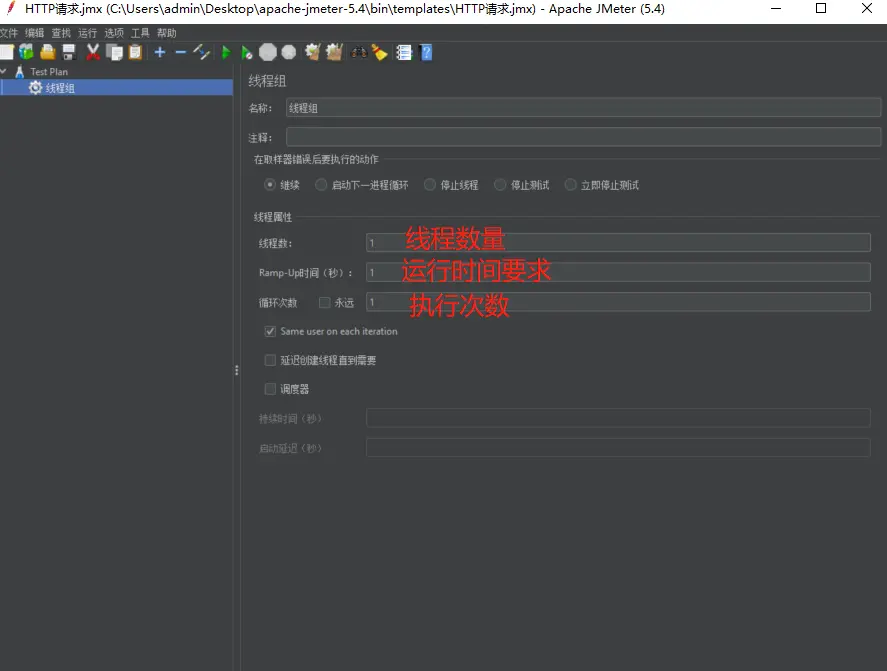 HTTP请求.jmx (C:\Users\admin\Desktop\apache-jmeter-5.4\bin\templates\HTTP请求.jmx) - Apache JMeter (5.4)
文件 编辑 查找 运行 选项 工具 帮助
Test Plan
线程组
线程组
名称: 线程组
注释:
在取样器错误后要执行的动作
继续 启动下一进程循环 停止线程 停止测试 立即停止测试
线程属性
线程数: 1 线程数量
Ramp-Up时间（秒）: 1 运行时间要求
循环次数 永远 1 执行次数
Same user on each iteration
延迟创建线程直到需要
调度器
持续时间（秒）
启动延迟（秒）